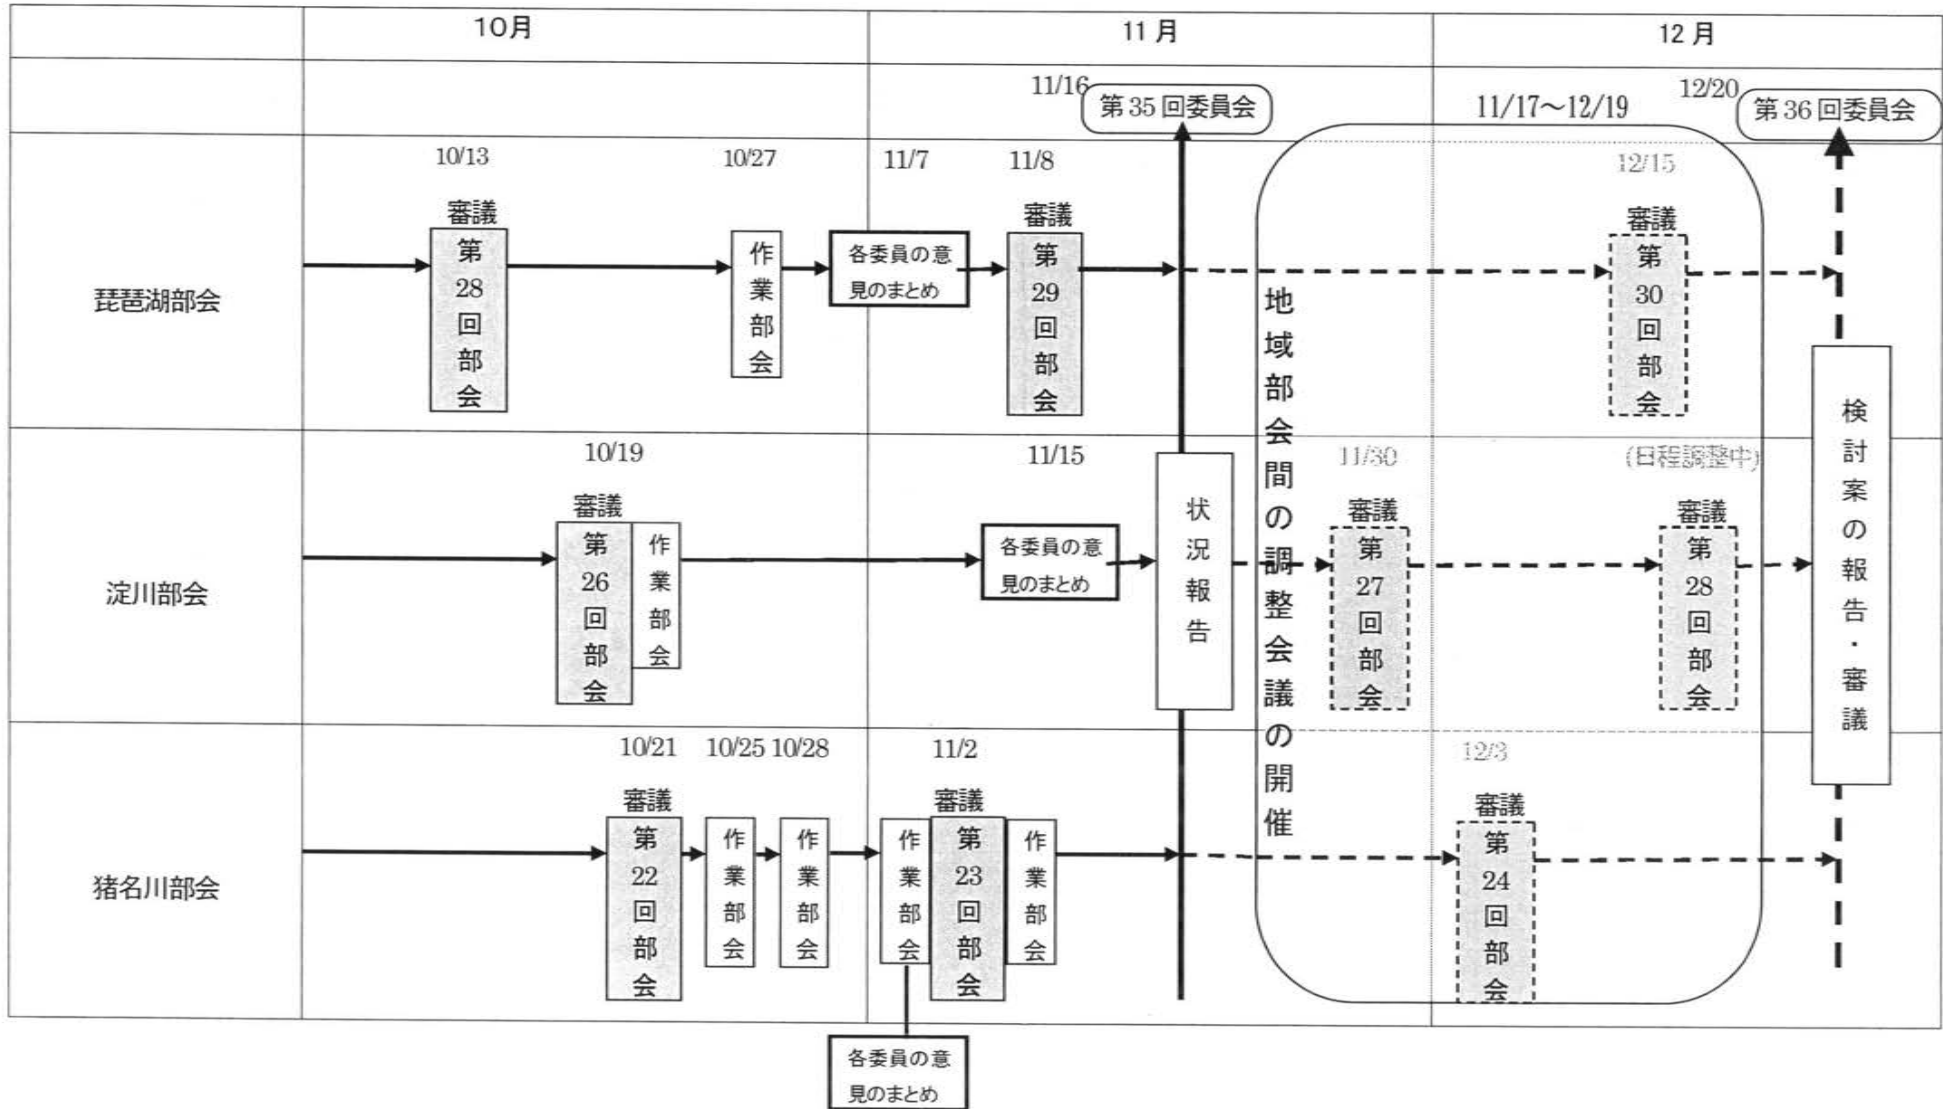 10月
11月
12月
11/16
第35回委員会
11/17～12/19
12/20
第36回委員会
琵琶湖部会
10/13
審議
第28回部会
10/27
作業部会
11/7
各委員の意
見のまとめ
11/8
審議
第29回部会
12/15
審議
第30回部会
地域部会間の調整会議の開催
検討案の報告・審議
淀川部会
10/19
審議
第26回部会
作業部会
11/15
各委員の意
見のまとめ
状況報告
11/30
審議
第27回部会
(日程調整中)
審議
第28回部会
猪名川部会
10/21
審議
第22回部会
10/25
作業部会
10/28
作業部会
11/2
作業部会
審議
第23回部会
作業部会
12/3
審議
第24回部会
各委員の意
見のまとめ